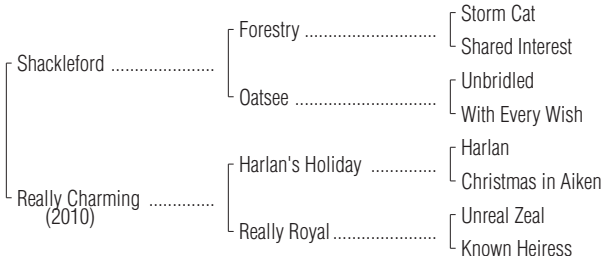 Storm Cat
Forestry ....................
Shared Interest
Shackleford ....................
Unbridled
Oatsee ....................
With Every Wish
Harlan
Harlan's Holiday ..............
Christmas in Aiken
Really Charming .............
(2010)
Unreal Zeal
Really Royal ....................
Known Heiress